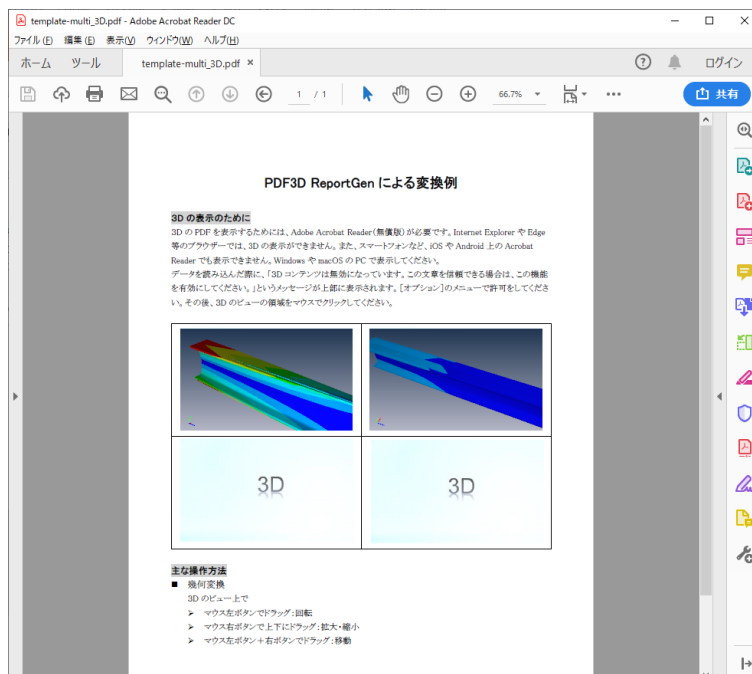 template-multi_3D.pdf - Adobe Acrobat Reader DC
ファイル(F) 編集(E) 表示(V) ウィンドウ(W) ヘルプ(H)
ホーム ツール template-multi_3D.pdf × ログイン
1 / 1 66.7% 共有
PDF3D ReportGen による変換例
3D の表示のために
3D の PDF を表示するためには、Adobe Acrobat Reader(無償版)が必要です。Internet Explorer や Edge
等のブラウザーでは、3D の表示ができません。また、スマートフォンなど、iOS や Android 上の Acrobat
Reader でも表示できません。Windows や macOS の PC で表示してください。
データを読み込んだ際に、「3D コンテンツは無効になっています。この文章を信頼できる場合は、この機能
を有効にしてください。」というメッセージが上部に表示されます。[オプション]のメニューで許可をしてくださ
い。その後、3D のビューの領域をマウスでクリックしてください。
3D 3D
主な操作方法
■ 幾何変換
3D のビュー上で
➢ マウス左ボタンでドラッグ:回転
➢ マウス右ボタンで上下にドラッグ:拡大・縮小
➢ マウス左ボタン+右ボタンでドラッグ:移動